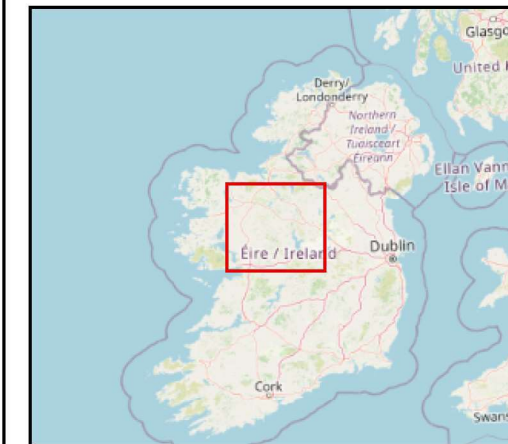 Glasgo
United
Derry/
Londonderry
Northern
Ireland /
Tuaisceart
Éireann
Ellan Vann
Isle of M
Éire / Ireland
Dublin
Cork
Swans